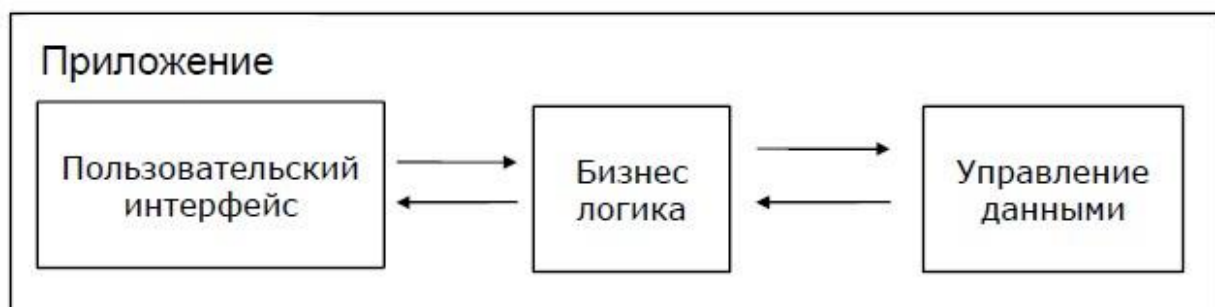 Приложение
Пользовательский
интерфейс
Бизнес
логика
Управление
данными